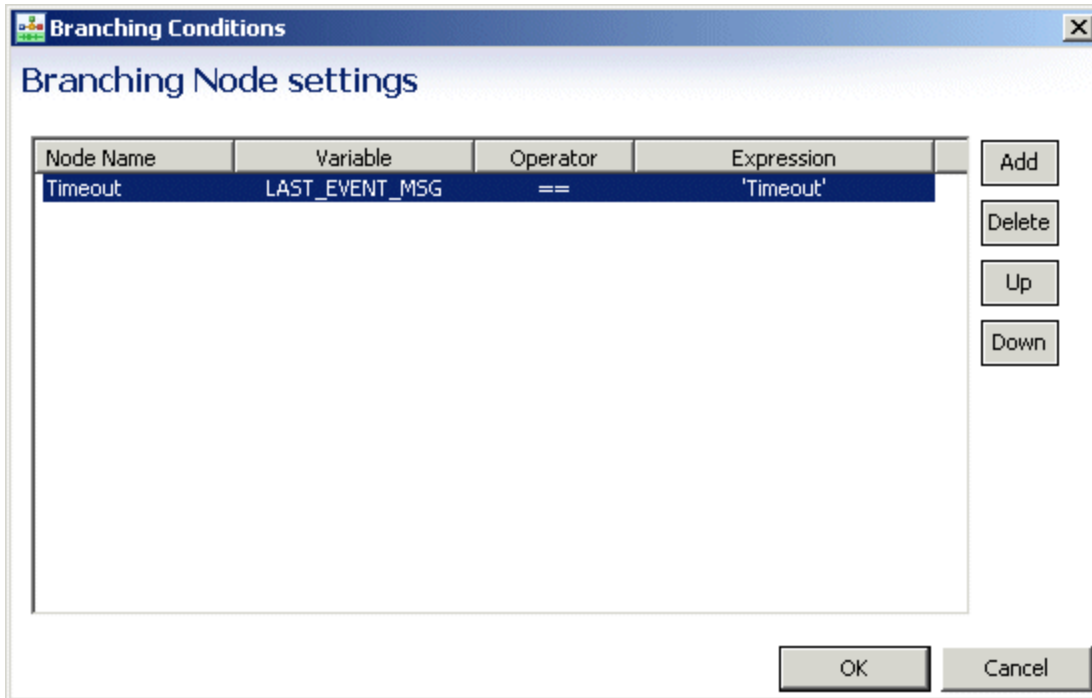 Branching Conditions
Branching Node settings
Node Name Variable Operator Expression
Timeout LAST_EVENT_MSG == 'Timeout'
Add
Delete
Up
Down
OK Cancel